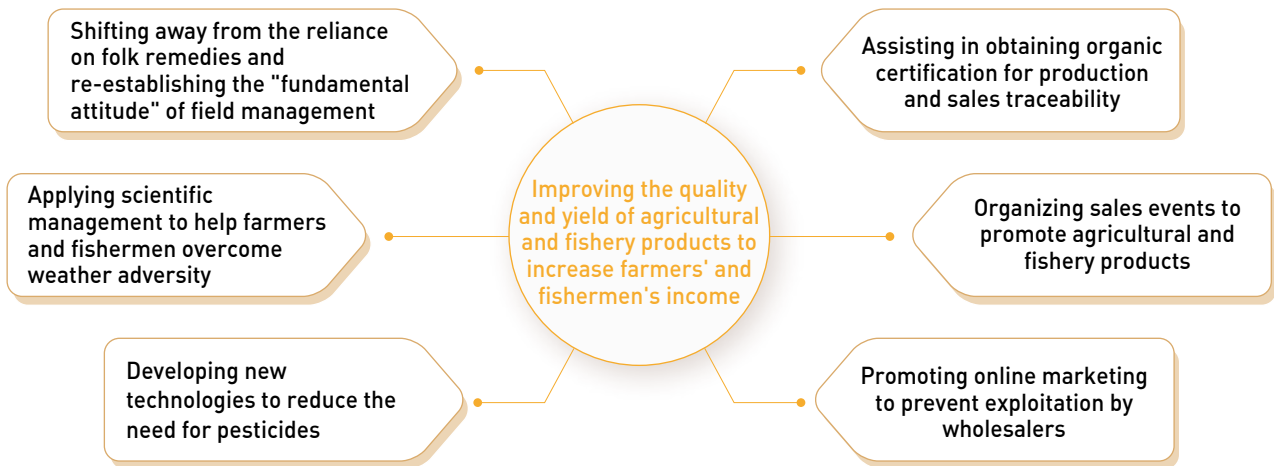 Shifting away from the reliance
on folk remedies and
re-establishing the "fundamental
attitude" of field management
Applying scientific
management to help farmers
and fishermen overcome
weather adversity
Developing new
technologies to reduce the
need for pesticides
Improving the quality
and yield of agricultural
and fishery products to
increase farmers' and
fishermen's income
Assisting in obtaining organic
certification for production
and sales traceability
Organizing sales events to
promote agricultural and
fishery products
Promoting online marketing
to prevent exploitation by
wholesalers